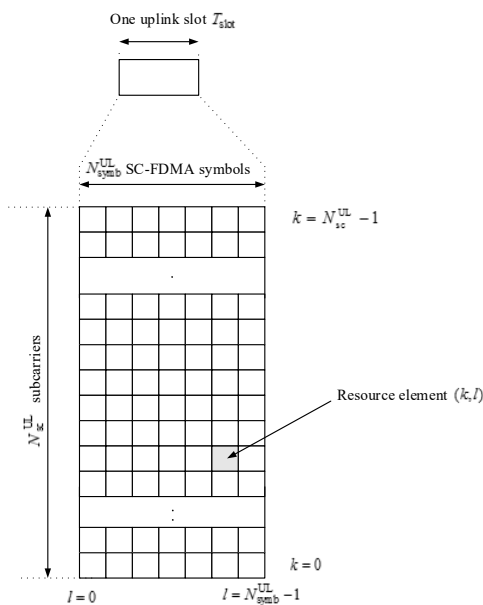 One uplink slot T_slot
N_symb^UL SC-FDMA symbols
k = N_sc^UL − 1
N_sc^UL subcarriers
Resource element (k, l)
k = 0
l = 0
l = N_symb^UL − 1